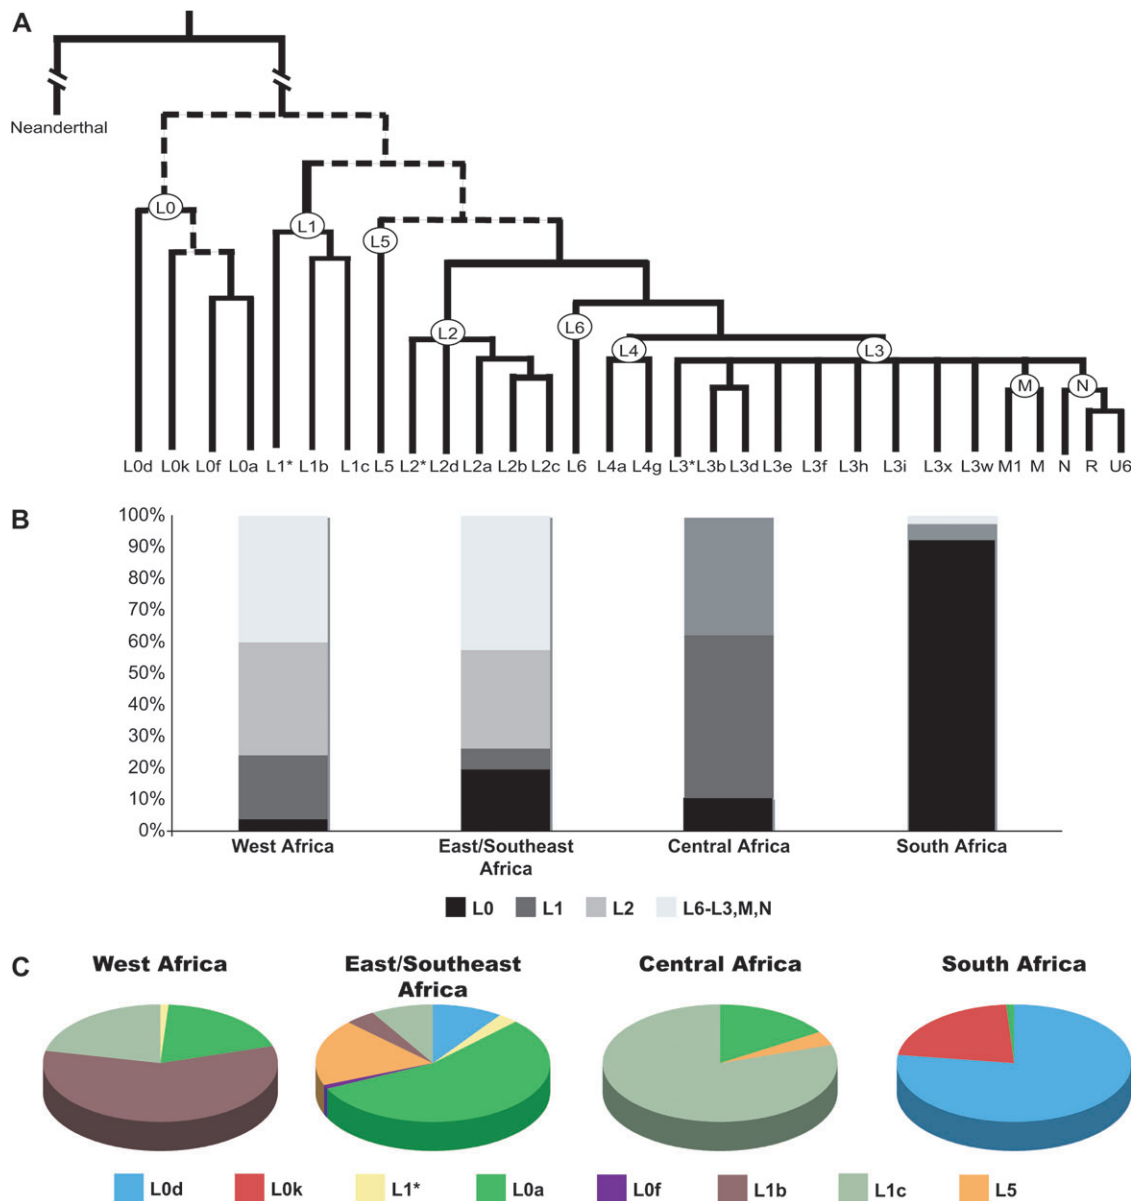 A
Neanderthal
L0
L1
L5
L2
L6
L4
L3
M
N
L0d L0k L0f L0a L1* L1b L1c L5 L2* L2d L2a L2b L2c L6 L4a L4g L3* L3b L3d L3e L3f L3h L3i L3x L3w M1 M N R U6
B
100%
90%
80%
70%
60%
50%
40%
30%
20%
10%
0%
West Africa East/Southeast Africa Central Africa South Africa
L0 L1 L2 L6-L3,M,N
C
West Africa East/Southeast Africa Central Africa South Africa
L0d L0k L1* L0a L0f L1b L1c L5